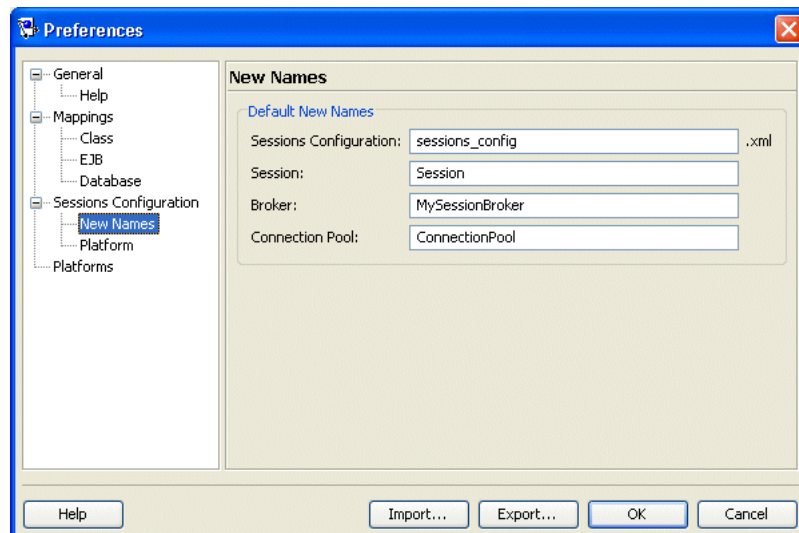 Preferences
General
Help
Mappings
Class
EJB
Database
Sessions Configuration
New Names
Platform
Platforms
New Names
Default New Names
Sessions Configuration: sessions_config .xml
Session: Session
Broker: MySessionBroker
Connection Pool: ConnectionPool
Help Import... Export... OK Cancel